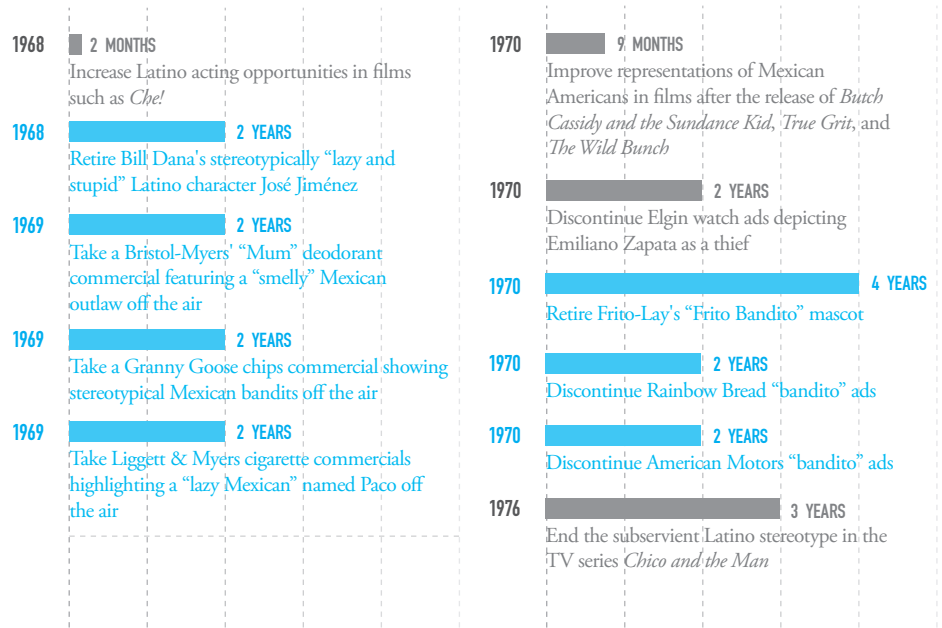 1968 2 MONTHS
Increase Latino acting opportunities in films
such as Che!
1968 2 YEARS
Retire Bill Dana's stereotypically “lazy and
stupid” Latino character José Jiménez
1969 2 YEARS
Take a Bristol-Myers' “Mum” deodorant
commercial featuring a “smelly” Mexican
outlaw off the air
1969 2 YEARS
Take a Granny Goose chips commercial showing
stereotypical Mexican bandits off the air
1969 2 YEARS
Take Liggett & Myers cigarette commercials
highlighting a “lazy Mexican” named Paco off
the air
1970 9 MONTHS
Improve representations of Mexican
Americans in films after the release of Butch
Cassidy and the Sundance Kid, True Grit, and
The Wild Bunch
1970 2 YEARS
Discontinue Elgin watch ads depicting
Emiliano Zapata as a thief
1970 4 YEARS
Retire Frito-Lay's “Frito Bandito” mascot
1970 2 YEARS
Discontinue Rainbow Bread “bandito” ads
1970 2 YEARS
Discontinue American Motors “bandito” ads
1976 3 YEARS
End the subservient Latino stereotype in the
TV series Chico and the Man